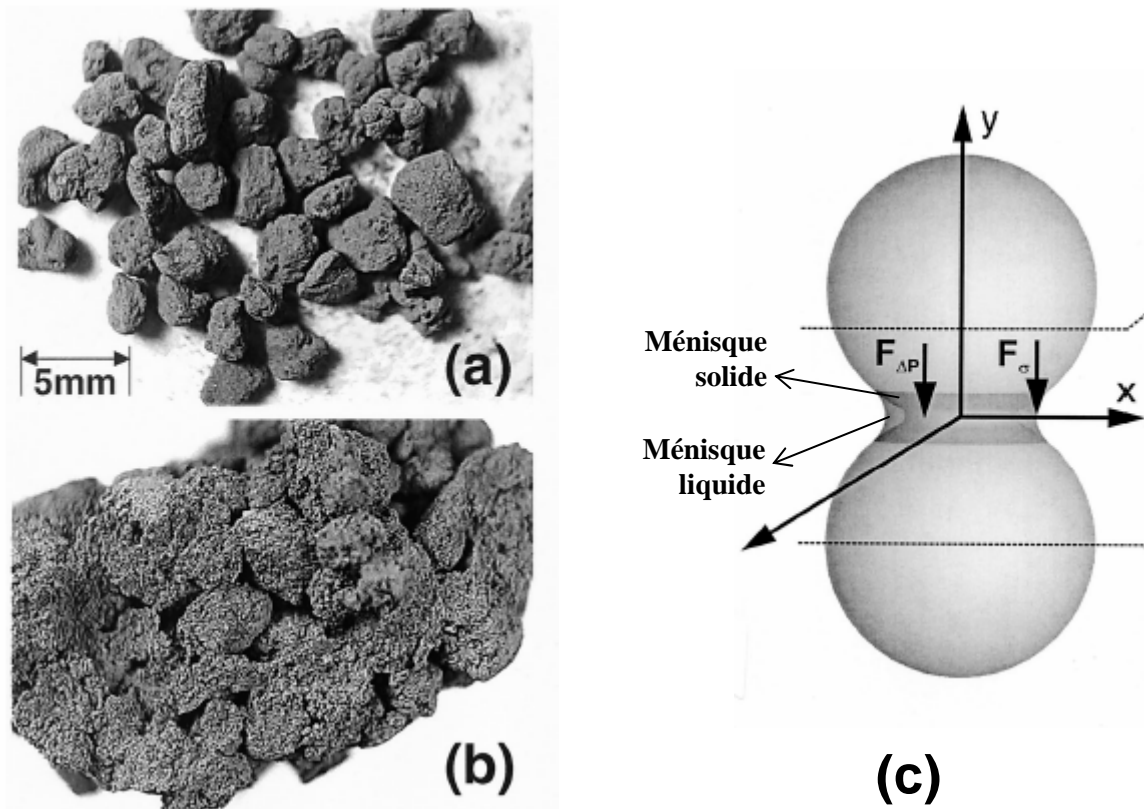 (a)
5mm
(b)
y
Ménisque
solide
F_ΔP
F_σ
x
Ménisque
liquide
(c)